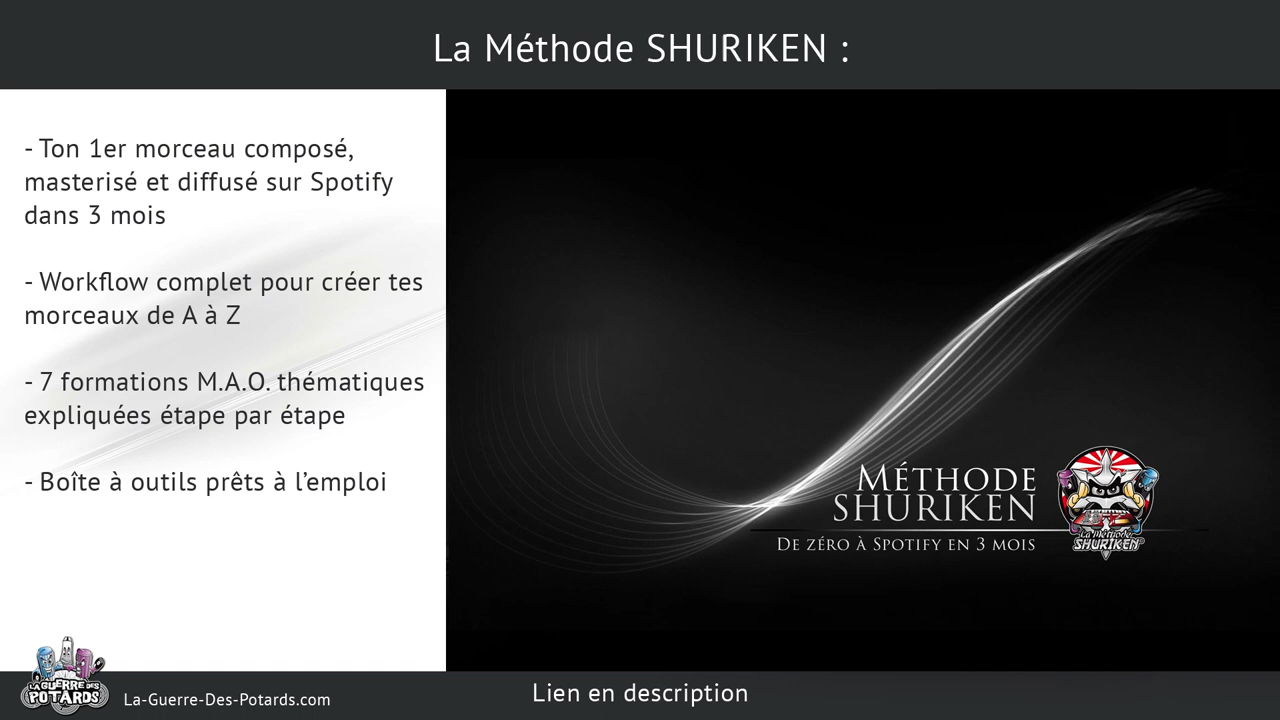 La Méthode SHURIKEN :
- Ton 1er morceau composé,
masterisé et diffusé sur Spotify
dans 3 mois
- Workflow complet pour créer tes
morceaux de A à Z
- 7 formations M.A.O. thématiques
expliquées étape par étape
- Boîte à outils prêts à l’emploi
MÉTHODE
SHURIKEN
DE ZÉRO À SPOTIFY EN 3 MOIS
La Méthode
SHURIKEN
LA GUERRE DES
POTARDS
La-Guerre-Des-Potards.com
Lien en description